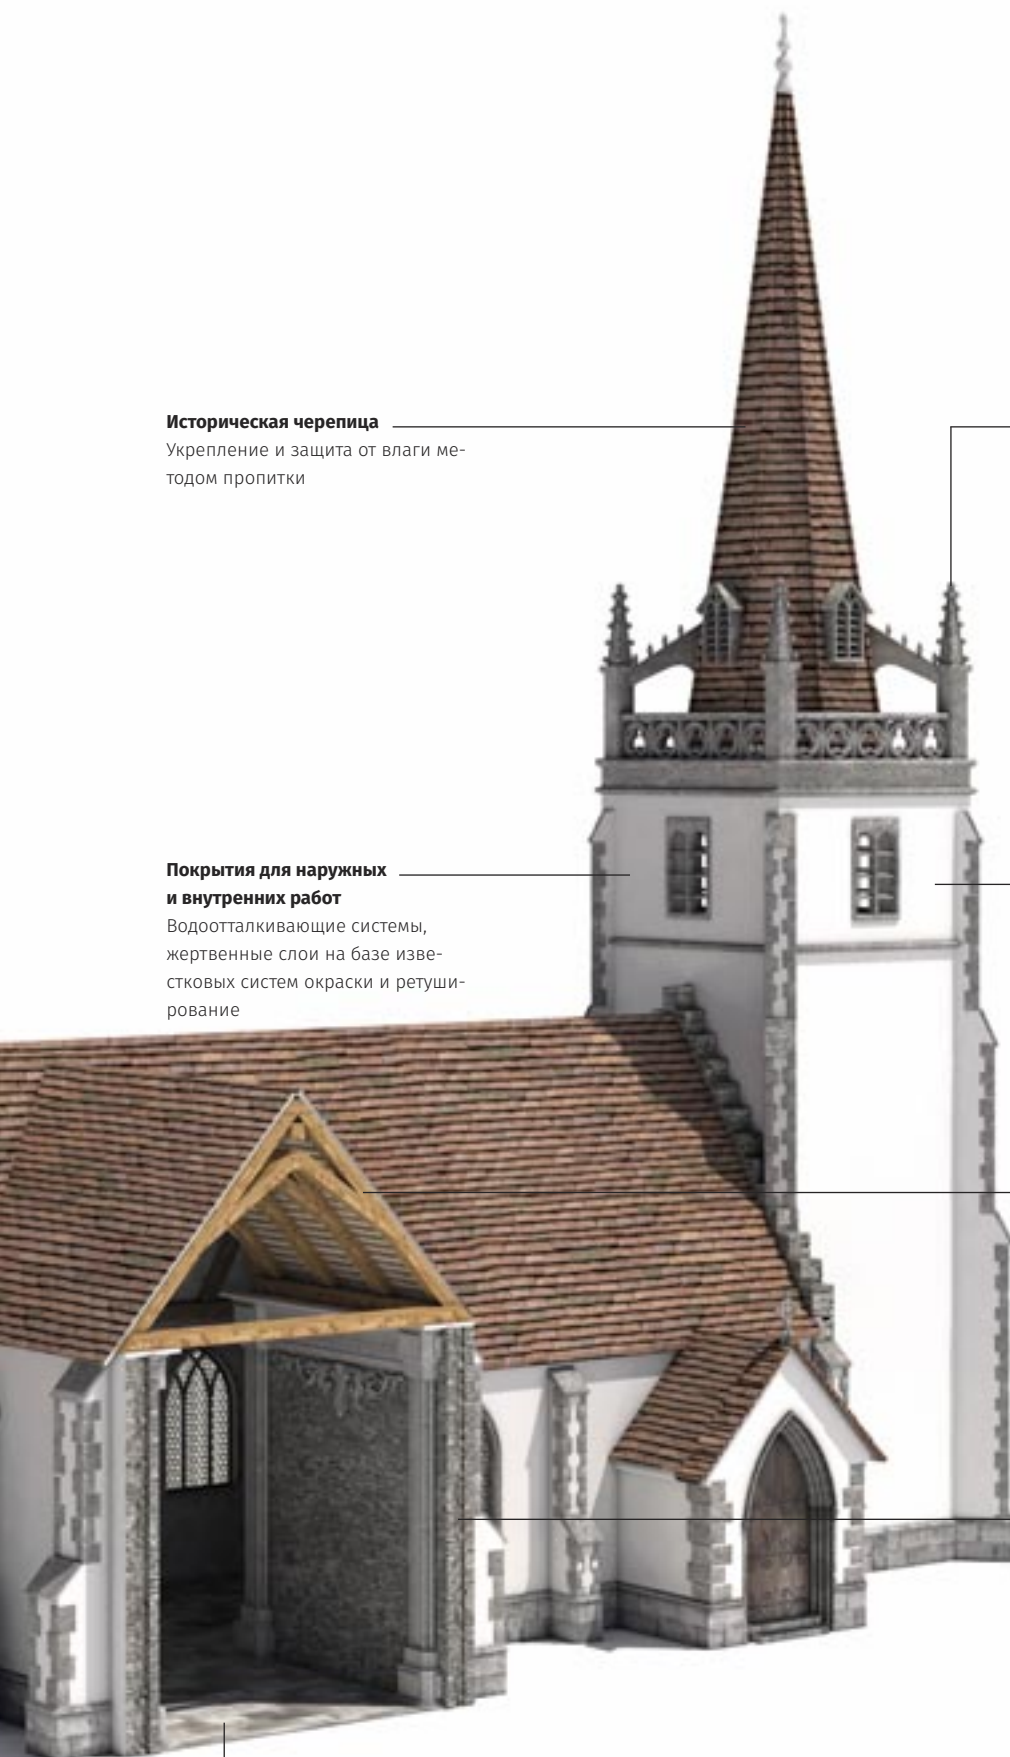 Историческая черепица
Укрепление и защита от влаги ме-
тодом пропитки
Покрытия для наружных
и внутренних работ
Водоотталкивающие системы,
жертвенные слои на базе изве-
стковых систем окраски и ретуши-
рование